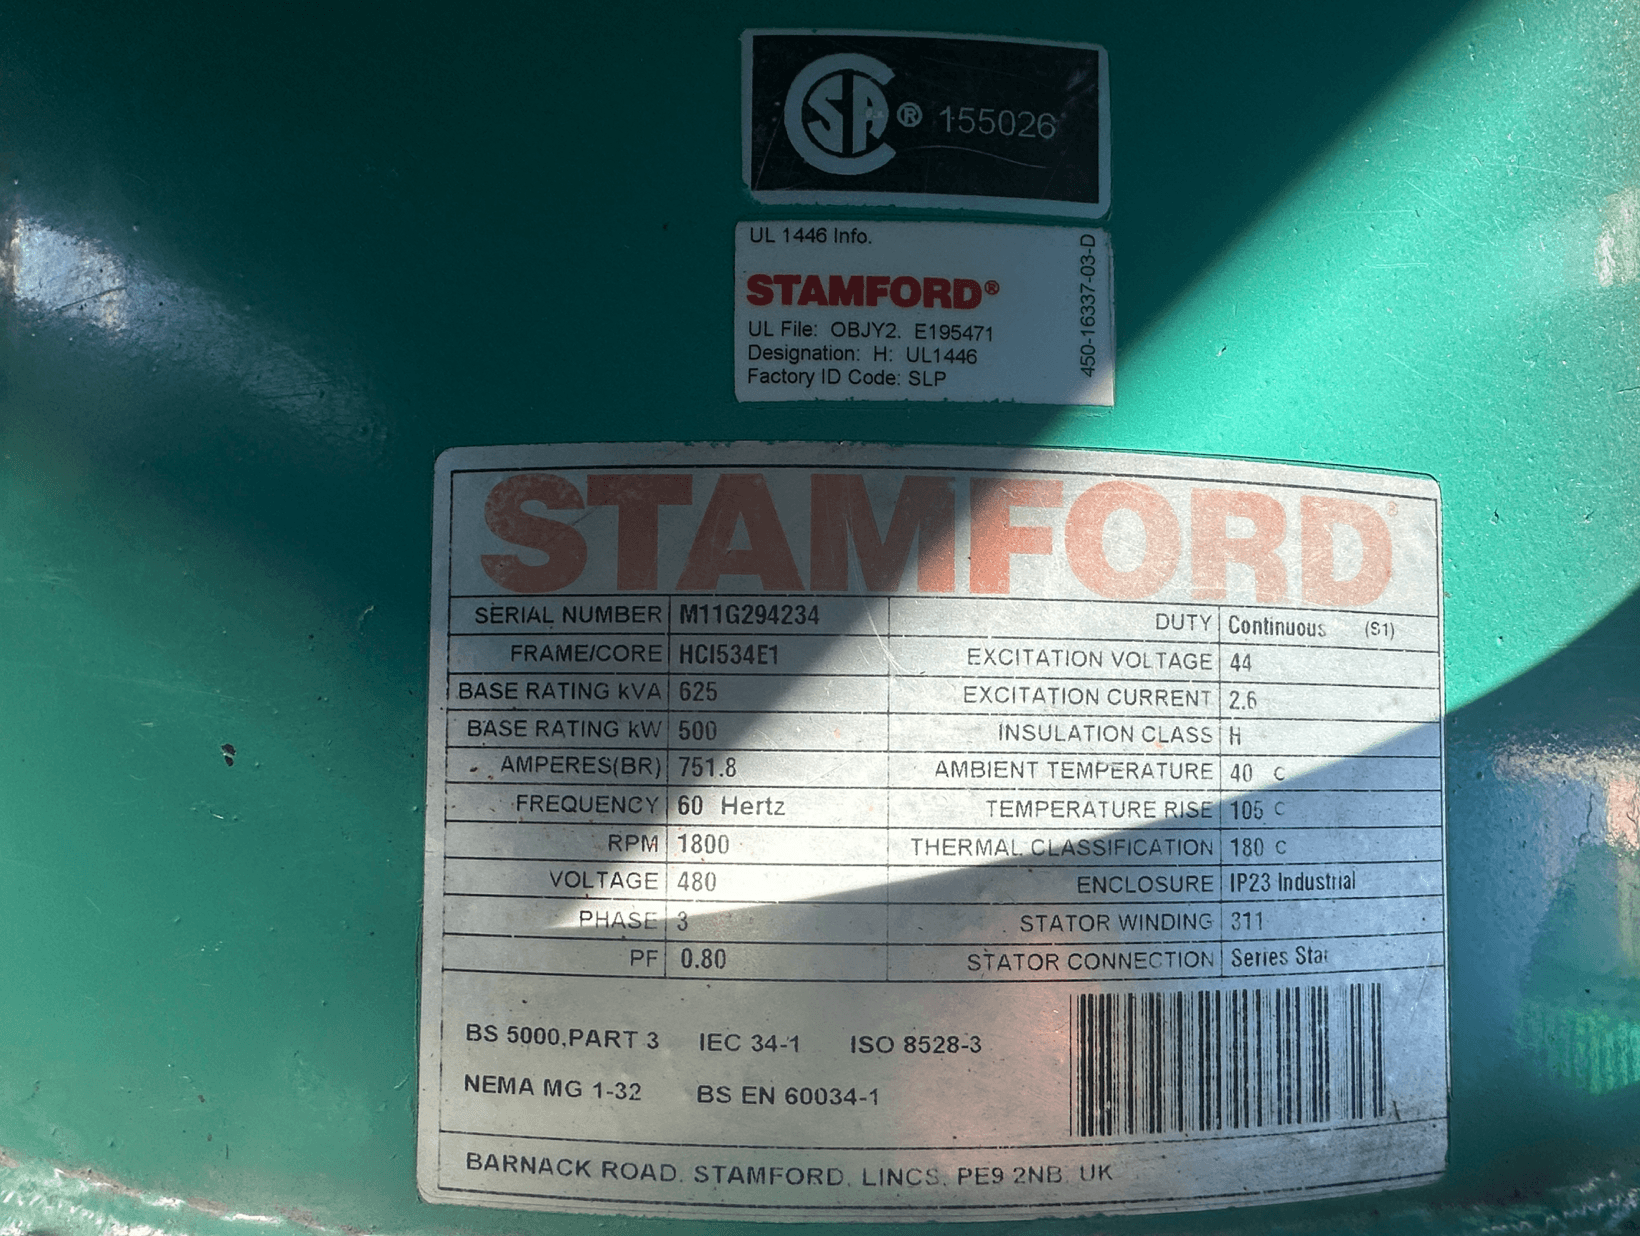 CSA® 155026
UL 1446 Info.
STAMFORD®
UL File: OBJY2. E195471
Designation: H: UL1446
Factory ID Code: SLP
450-16337-03-D
STAMFORD®
SERIAL NUMBER M11G294234 DUTY Continuous (S1)
FRAME/CORE HCI534E1 EXCITATION VOLTAGE 44
BASE RATING kVA 625 EXCITATION CURRENT 2.6
BASE RATING kW 500 INSULATION CLASS H
AMPERES(BR) 751.8 AMBIENT TEMPERATURE 40 C
FREQUENCY 60 Hertz TEMPERATURE RISE 105 C
RPM 1800 THERMAL CLASSIFICATION 180 C
VOLTAGE 480 ENCLOSURE IP23 Industrial
PHASE 3 STATOR WINDING 311
PF 0.80 STATOR CONNECTION Series Star
BS 5000,PART 3 IEC 34-1 ISO 8528-3
NEMA MG 1-32 BS EN 60034-1
BARNACK ROAD, STAMFORD, LINCS, PE9 2NB, UK